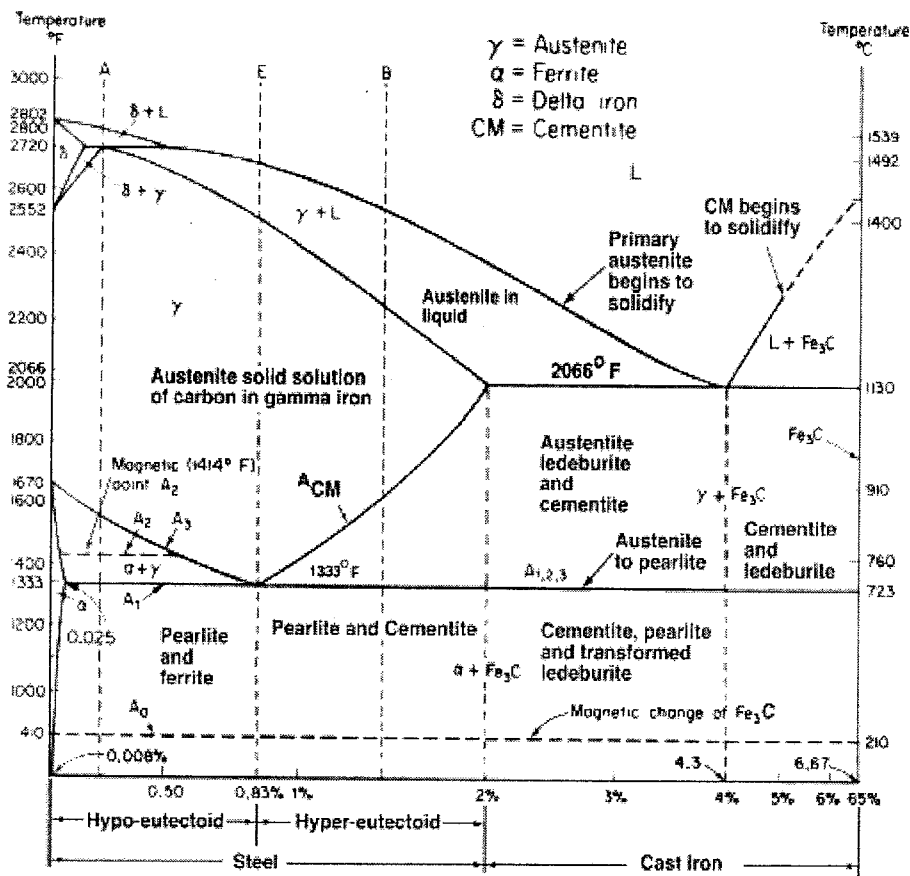 Temperature
°F
Temperature
°C
γ = Austenite
α = Ferrite
δ = Delta iron
CM = Cementite
A
E
B
3000
2802
2800
2720
2600
2552
2400
2200
2066
2000
1800
1670
1600
1400
1333
1200
1000
410
1539
1492
1400
1130
910
760
723
210
δ + L
δ
δ + γ
γ + L
L
CM begins
to solidiffy
Primary
austenite
begins to
solidify
Austenile in
liquid
γ
L + Fe₃C
2066⁰ F
Austenite solid solution
of carbon in gamma iron
Austentite
ledeburite
and
cementite
Fe₃C
Magnetic (1414° F)
point A₂
ACM
γ + Fe₃C
A₂
A₃
Cementite
and
ledeburite
Austenite
to pearlite
α+γ
1333⁰F
A₁,₂,₃
α
A₁
0.025
Pearlite
and
ferrite
Pearlite and Cementite
Cementite, pearlite
and transformed
ledeburite
α + Fe₃C
A₀
Magnetic change of Fe₃C
0.008%
4.3
6.67
0.50
0.83%
1%
2%
3%
4%
5%
6%
65%
Hypo-eutectoid
Hyper-eutectoid
Steel
Cast Iron